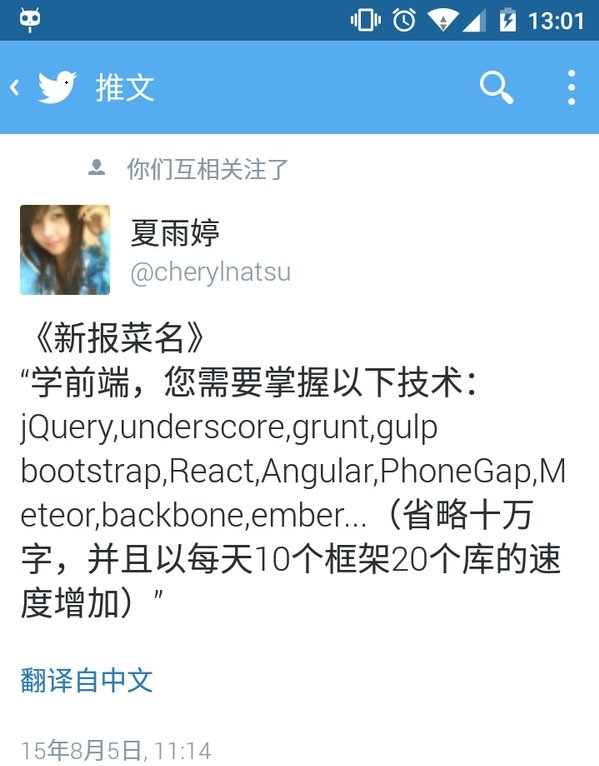 13:01
推文
你们互相关注了
夏雨婷
@cherylnatsu
《新报菜名》
“学前端，您需要掌握以下技术：
jQuery,underscore,grunt,gulp
bootstrap,React,Angular,PhoneGap,M
eteor,backbone,ember...（省略十万
字，并且以每天10个框架20个库的速
度增加）”
翻译自中文
15年8月5日, 11:14